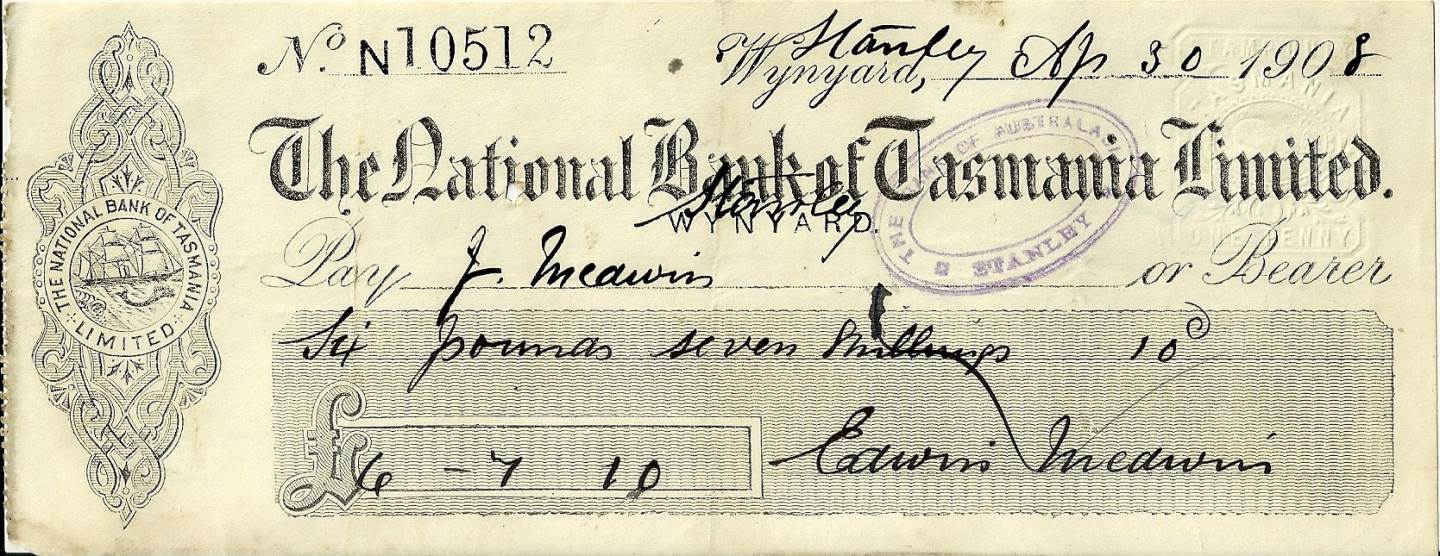 No. N10512
Wynyard, Stanley Ap 30 1908
The National Bank of Tasmania Limited.
WYNYARD. Stanley
Pay J. Medwin or Bearer
Six pounds seven shillings 10d
£6 - 7 10
Edwin Medwin
THE NATIONAL BANK OF TASMANIA
LIMITED
OF AUSTRALA
STANLEY
TASMANIA
ONE PENNY